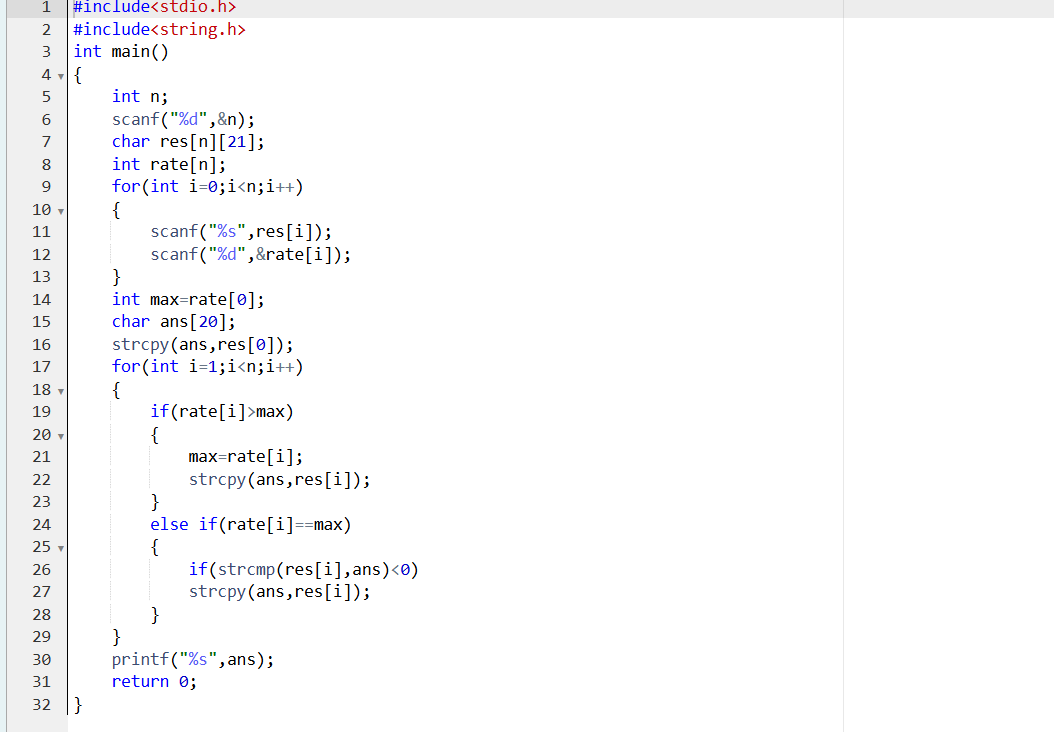 1 #include<stdio.h>
2 #include<string.h>
3 int main()
4 {
5     int n;
6     scanf("%d",&n);
7     char res[n][21];
8     int rate[n];
9     for(int i=0;i<n;i++)
10     {
11         scanf("%s",res[i]);
12         scanf("%d",&rate[i]);
13     }
14     int max=rate[0];
15     char ans[20];
16     strcpy(ans,res[0]);
17     for(int i=1;i<n;i++)
18     {
19         if(rate[i]>max)
20         {
21             max=rate[i];
22             strcpy(ans,res[i]);
23         }
24         else if(rate[i]==max)
25         {
26             if(strcmp(res[i],ans)<0)
27             strcpy(ans,res[i]);
28         }
29     }
30     printf("%s",ans);
31     return 0;
32 }